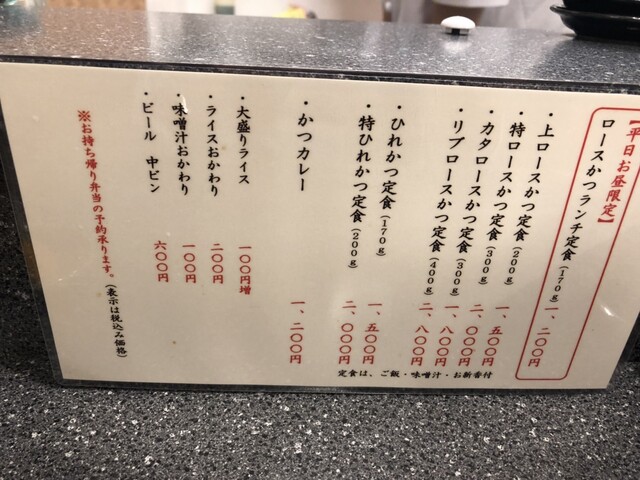 【平日お昼限定】
ロースかつランチ定食(170g)一、二〇〇円
・上ロースかつ定食(200g)一、五〇〇円
・特ロースかつ定食(300g)二、〇〇〇円
・カタロースかつ定食(300g)一、八〇〇円
・リブロースかつ定食(400g)二、八〇〇円
・ひれかつ定食(170g)一、五〇〇円
・特ひれかつ定食(200g)二、〇〇〇円
定食は、ご飯・味噌汁・お新香付
・かつカレー 一、二〇〇円
・大盛りライス 一〇〇円増
・ライスおかわり 二〇〇円
・味噌汁おかわり 一〇〇円
・ビール 中ビン 六〇〇円
※お持ち帰り弁当の予約承ります。(表示は税込み価格)